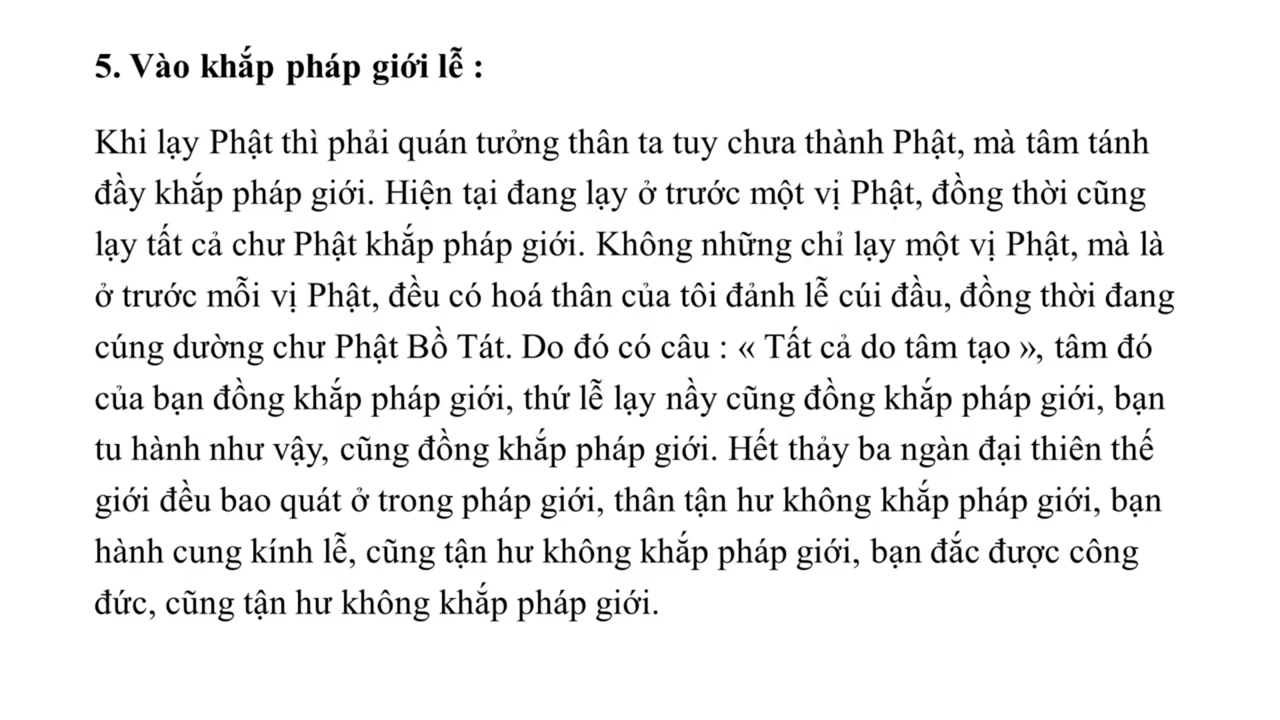 5. Vào khắp pháp giới lễ :
Khi lạy Phật thì phải quán tưởng thân ta tuy chưa thành Phật, mà tâm tánh
đầy khắp pháp giới. Hiện tại đang lạy ở trước một vị Phật, đồng thời cũng
lạy tất cả chư Phật khắp pháp giới. Không những chỉ lạy một vị Phật, mà là
ở trước mỗi vị Phật, đều có hoá thân của tôi đảnh lễ cúi đầu, đồng thời đang
cúng dường chư Phật Bồ Tát. Do đó có câu : « Tất cả do tâm tạo », tâm đó
của bạn đồng khắp pháp giới, thứ lễ lạy nầy cũng đồng khắp pháp giới, bạn
tu hành như vậy, cũng đồng khắp pháp giới. Hết thảy ba ngàn đại thiên thế
giới đều bao quát ở trong pháp giới, thân tận hư không khắp pháp giới, bạn
hành cung kính lễ, cũng tận hư không khắp pháp giới, bạn đắc được công
đức, cũng tận hư không khắp pháp giới.